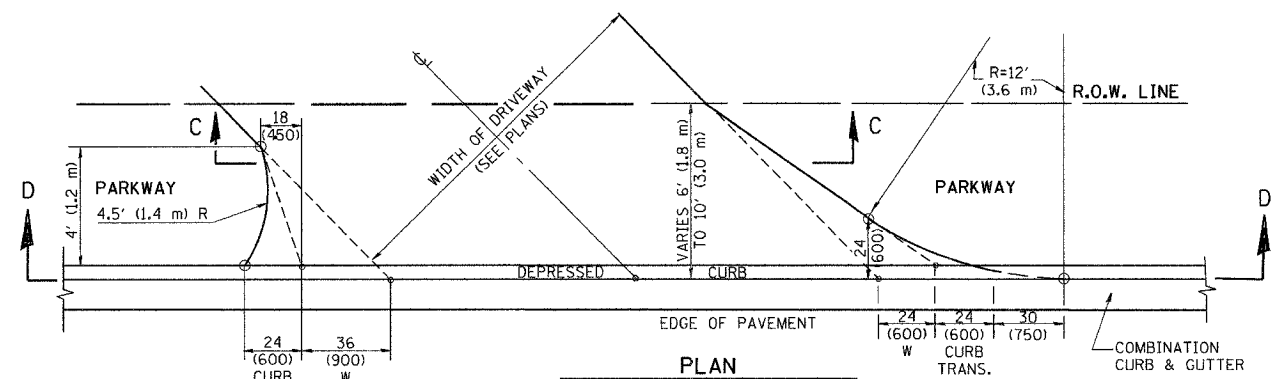 R=12'
(3.6 m)
R.O.W. LINE
18
(450)
C
C
℄
WIDTH OF DRIVEWAY
(SEE PLANS)
VARIES 6' (1.8 m)
TO 10' (3.0 m)
D
PARKWAY
PARKWAY
D
4' (1.2 m)
4.5' (1.4 m) R
24
(600)
DEPRESSED CURB
EDGE OF PAVEMENT
24
(600)
CURB
36
(900)
W
24
(600)
W
24
(600)
CURB
TRANS.
30
(750)
COMBINATION
CURB & GUTTER
PLAN